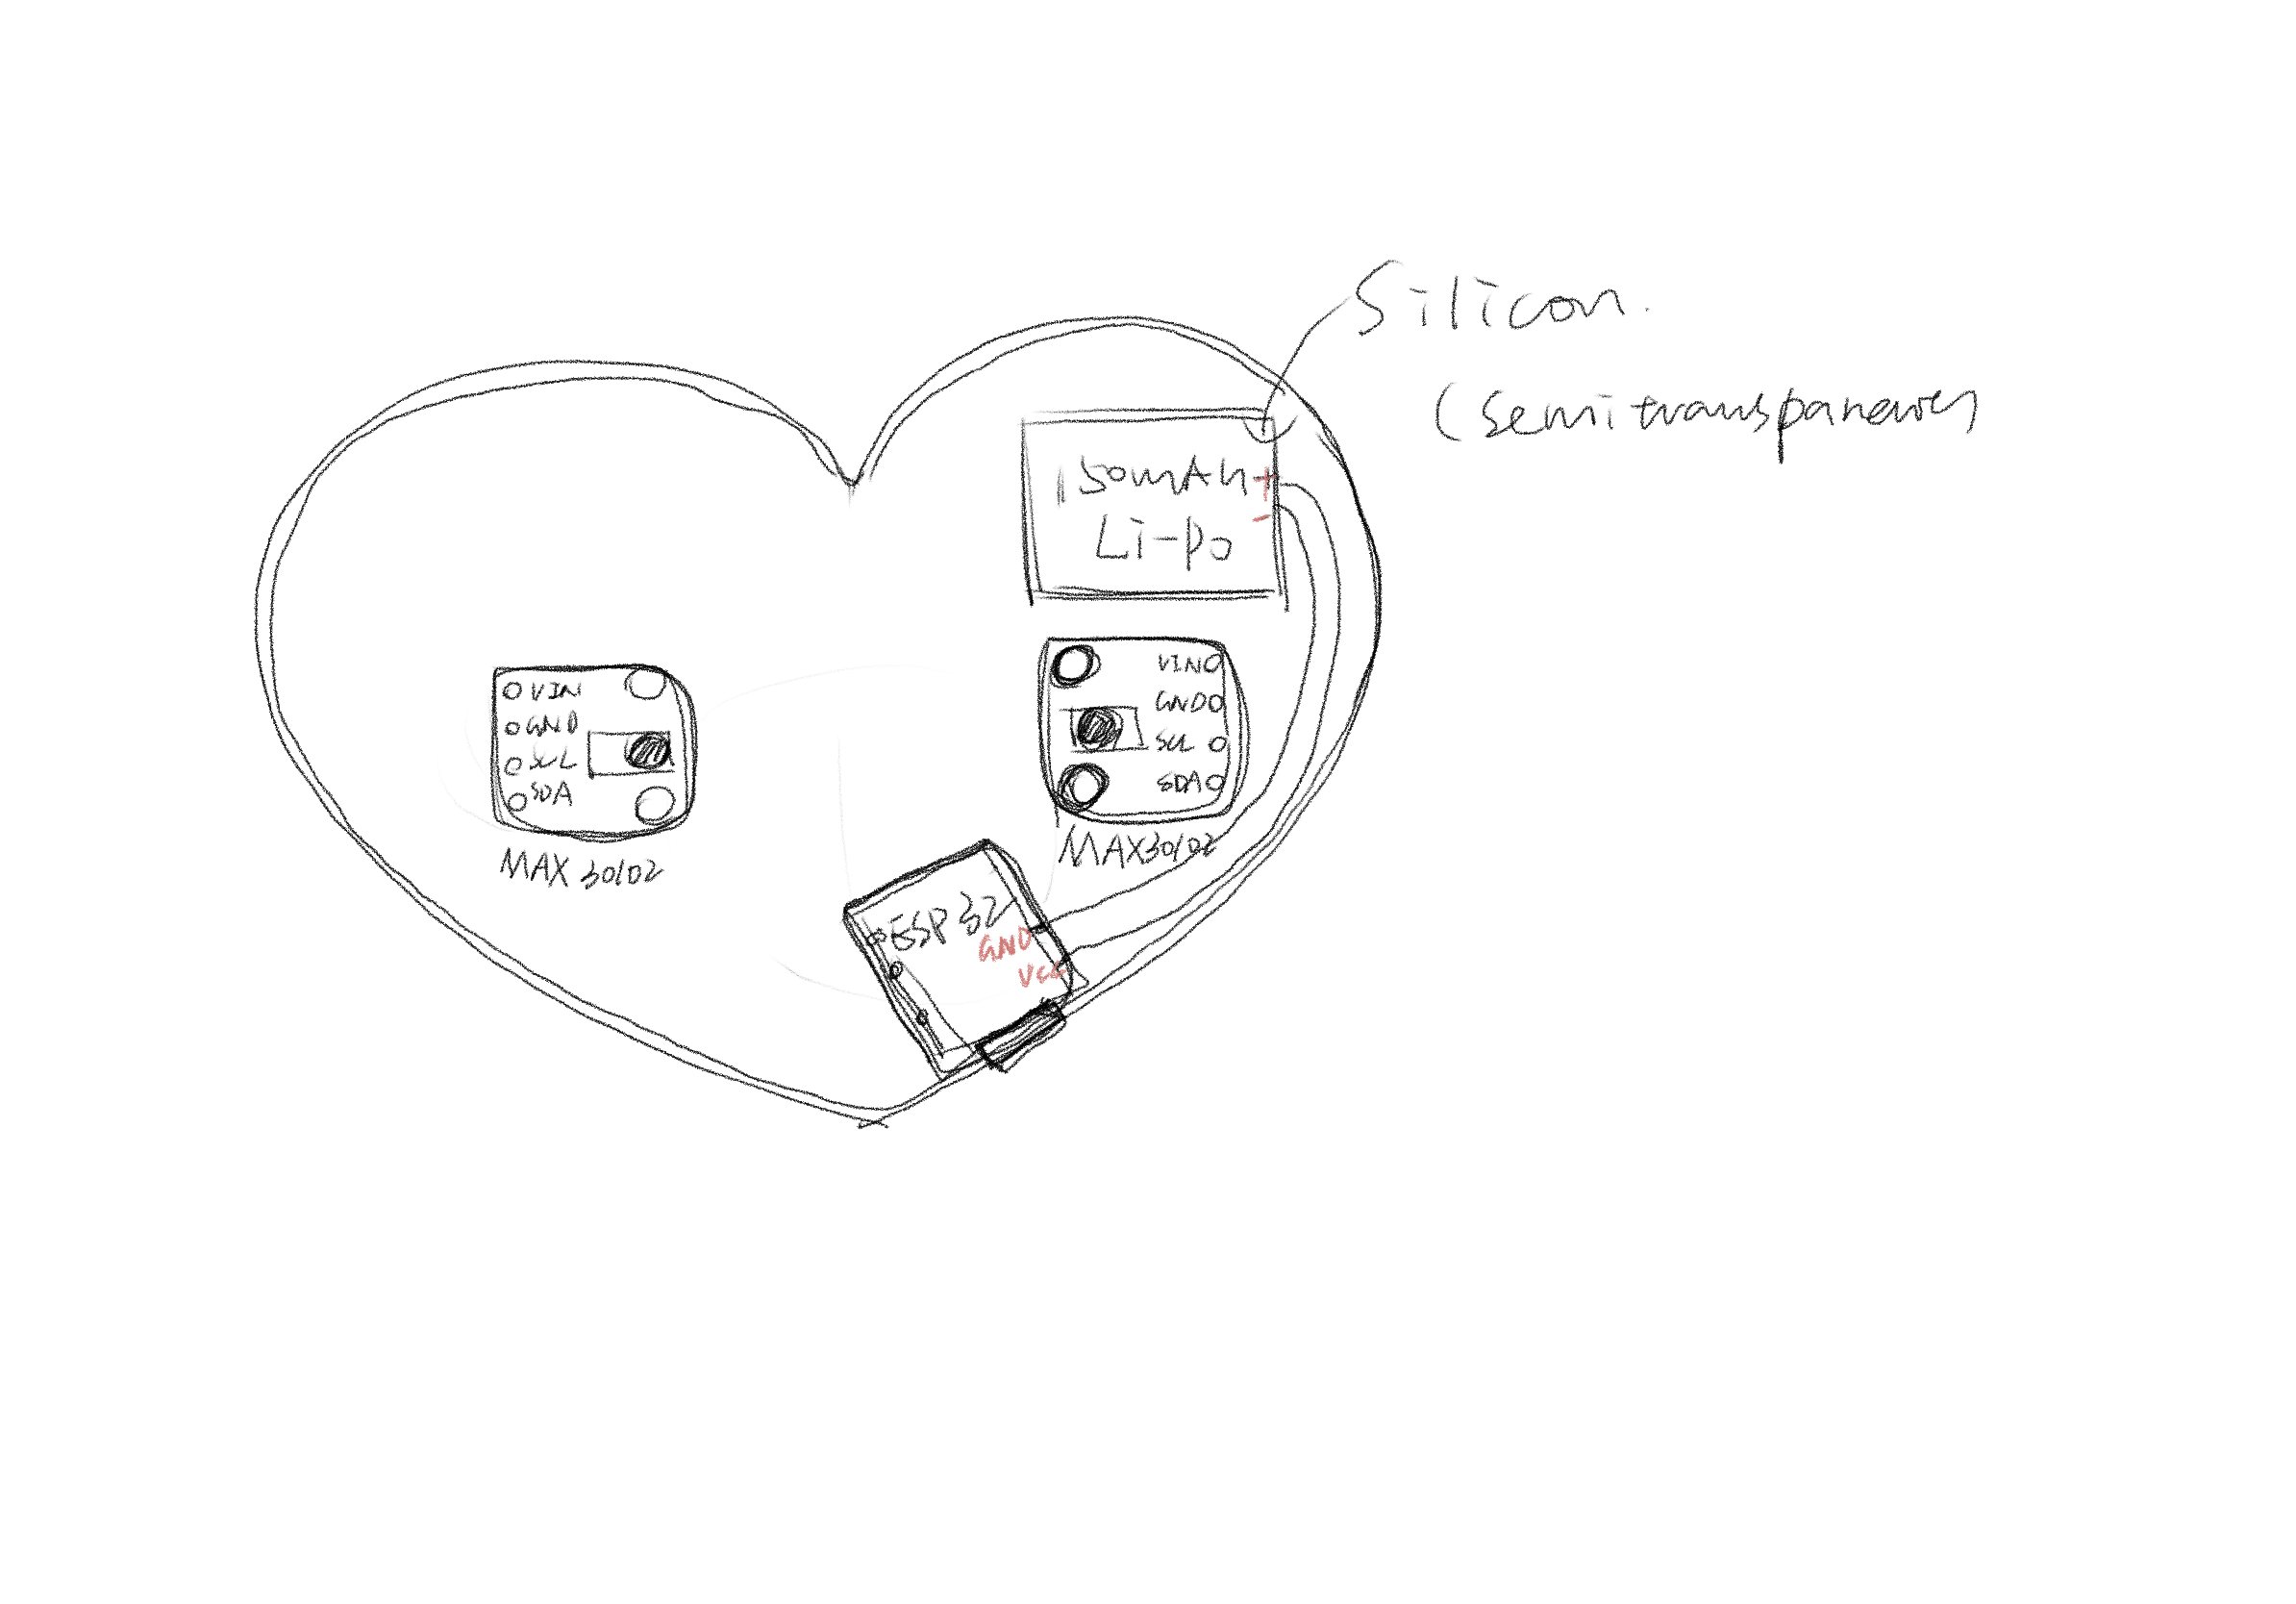 Silicon.
(semitransparency)
150mAh +
-
Li-po
VIN
GND
SCL
SDA
MAX30102
VIN
GND
SCL
SDA
MAX30102
ESP32
GND
VCC